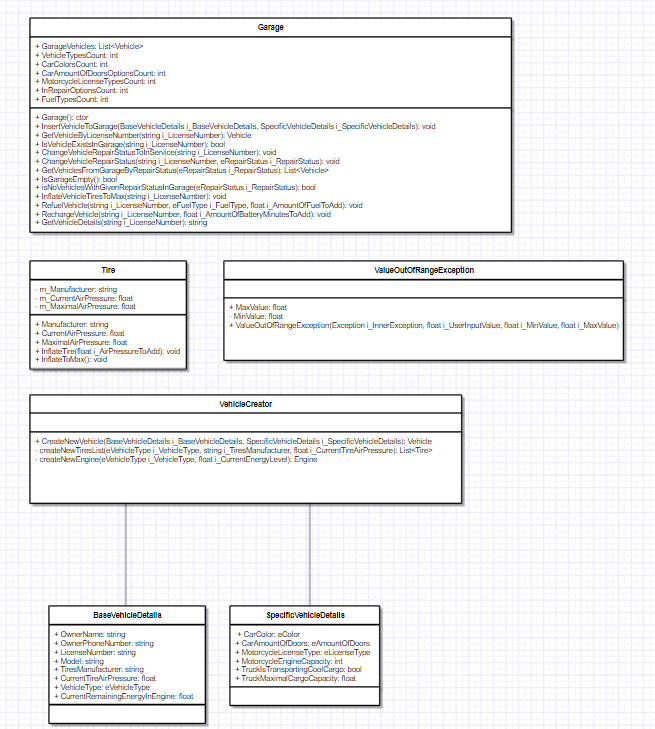 Garage
+ GarageVehicles: List<Vehicle>
+ VehicleTypesCount: int
+ CarColorsCount: int
+ CarAmountOfDoorsOptionsCount: int
+ MotorcycleLicenseTypesCount: int
+ InRepairOptionsCount: int
+ FuelTypesCount: int
+ Garage(): ctor
+ InsertVehicleToGarage(BaseVehicleDetails i_BaseVehicleDetails, SpecificVehicleDetails i_SpecificVehicleDetails): void
+ GetVehicleByLicenseNumber(string i_LicenseNumber): Vehicle
+ IsVehicleExistsInGarage(string i_LicenseNumber): bool
+ ChangeVehicleRepairStatusToInService(string i_LicenseNumber): void
+ ChangeVehicleRepairStatus(string i_LicenseNumber, eRepairStatus i_RepairStatus): void
+ GetVehiclesFromGarageByRepairStatus(eRepairStatus i_RepairStatus): List<Vehicle>
+ IsGarageEmpty(): bool
+ isNoVehiclesWithGivenRepairStatusInGarage(eRepairStatus i_RepairStatus): bool
+ InflateVehicleTiresToMax(string i_LicenseNumber): void
+ RefuelVehicle(string i_LicenseNumber, eFuelType i_FuelType, float i_AmountOfFuelToAdd): void
+ RechargeVehicle(string i_LicenseNumber, float i_AmountOfBatteryMinutesToAdd): void
+ GetVehicleDetails(string i_LicenseNumber): string
Tire
- m_Manufacturer: string
- m_CurrentAirPressure: float
- m_MaximalAirPressure: float
+ Manufacturer: string
+ CurrentAirPressure: float
+ MaximalAirPressure: float
+ InflateTire(float i_AirPressureToAdd): void
+ InflateToMax(): void
ValueOutOfRangeException
+ MaxValue: float
- MinValue: float
+ ValueOutOfRangeException(Exception i_InnerException, float i_UserInputValue, float i_MinValue, float i_MaxValue)
VehicleCreator
+ CreateNewVehicle(BaseVehicleDetails i_BaseVehicleDetails, SpecificVehicleDetails i_SpecificVehicleDetails): Vehicle
- createNewTiresList(eVehicleType i_VehicleType, string i_TiresManufacturer, float i_CurrentTireAirPressure): List<Tire>
- createNewEngine(eVehicleType i_VehicleType, float i_CurrentEnergyLevel): Engine
BaseVehicleDetails
+ OwnerName: string
+ OwnerPhoneNumber: string
+ LicenseNumber: string
+ Model: string
+ TiresManufacturer: string
+ CurrentTireAirPressure: float
+ VehicleType: eVehicleType
+ CurrentRemainingEnergyInEngine: float
SpecificVehicleDetails
+ CarColor: eColor
+ CarAmountOfDoors: eAmountOfDoors
+ MotorcycleLicenseType: eLicenseType
+ MotorcycleEngineCapacity: int
+ TruckIsTransportingCoolCargo: bool
+ TruckMaximalCargoCapacity: float